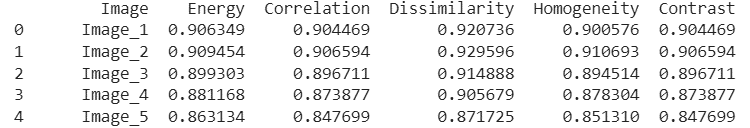 Image Energy Correlation Dissimilarity Homogeneity Contrast
0 Image_1 0.906349 0.904469 0.920736 0.900576 0.904469
1 Image_2 0.909454 0.906594 0.929596 0.910693 0.906594
2 Image_3 0.899303 0.896711 0.914888 0.894514 0.896711
3 Image_4 0.881168 0.873877 0.905679 0.878304 0.873877
4 Image_5 0.863134 0.847699 0.871725 0.851310 0.847699